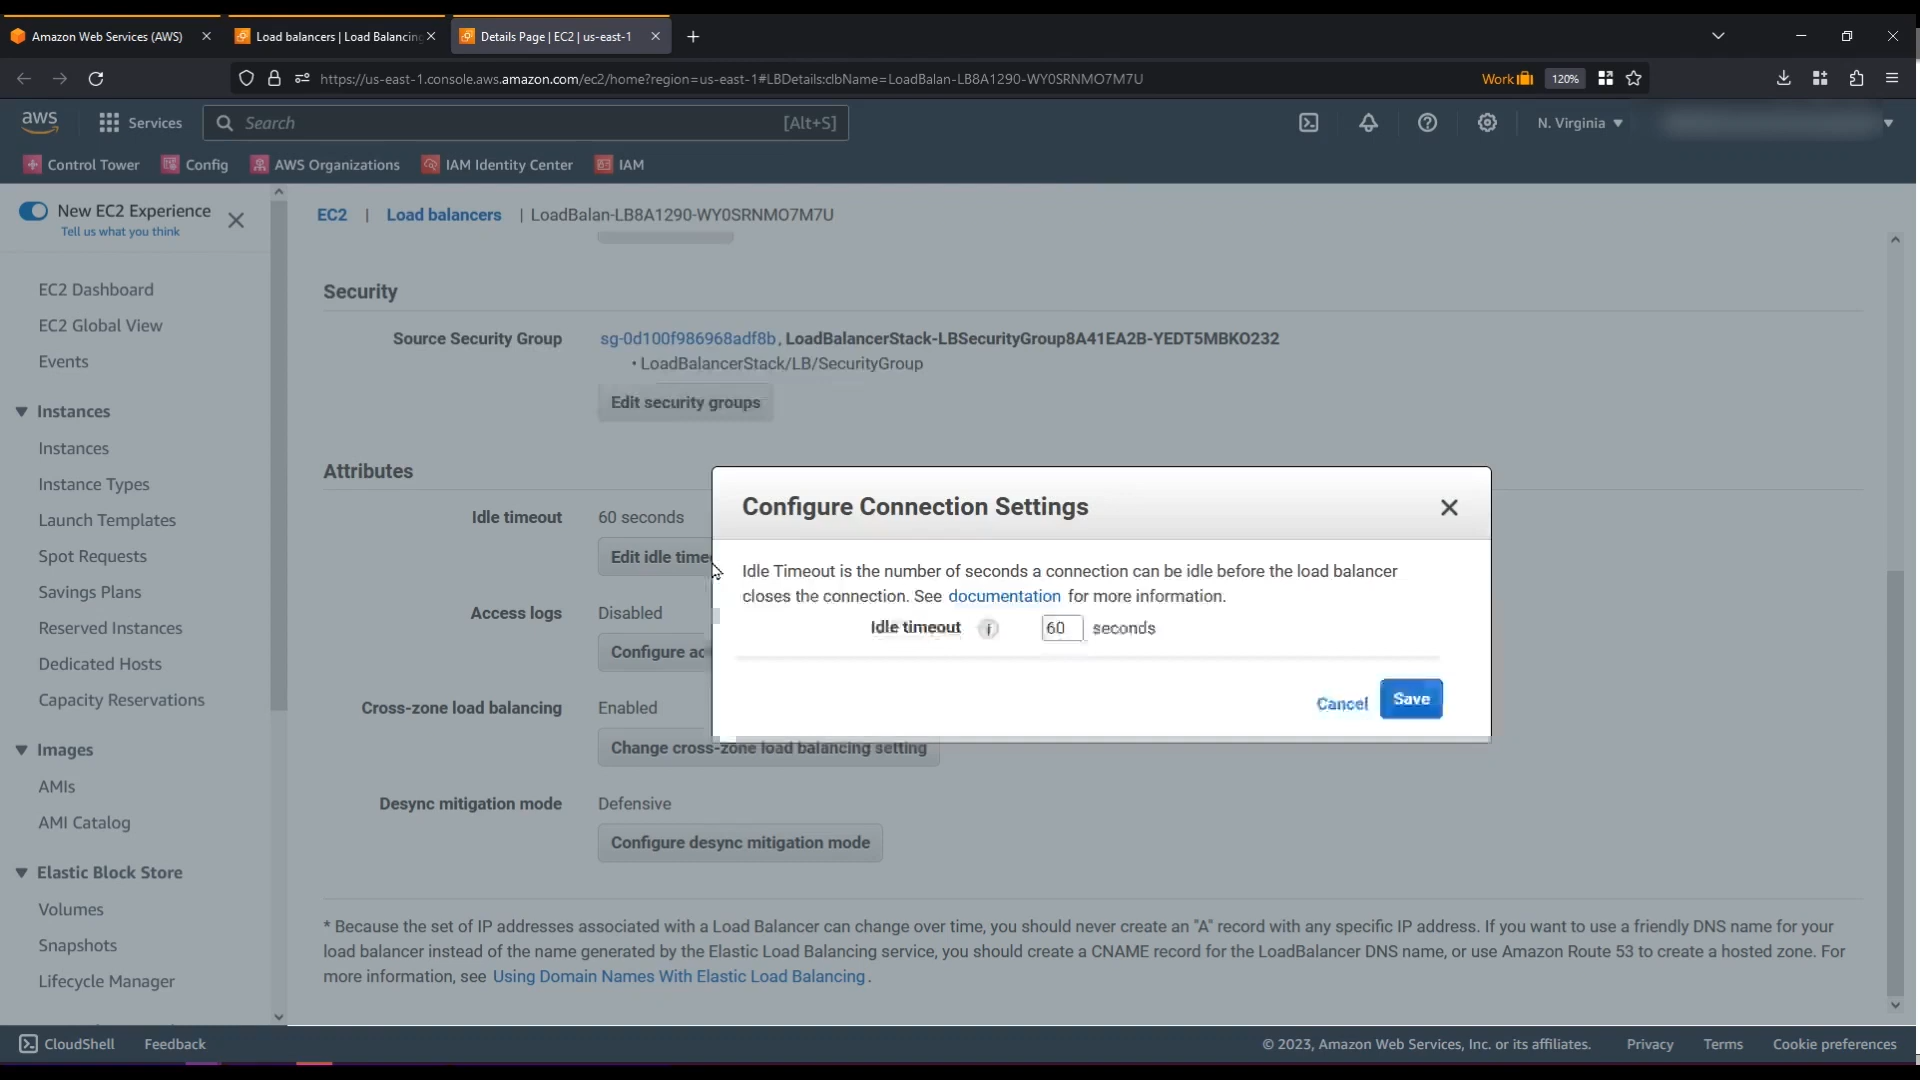 Amazon Web Services (AWS)
Load balancers | Load Balancing
Details Page | EC2 | us-east-1
https://us-east-1.console.aws.amazon.com/ec2/home?region=us-east-1#LBDetails:clbName=LoadBalan-LB8A1290-WY0SRNMO7M7U
Work
120%
aws
Services
Search
[Alt+S]
N. Virginia
Control Tower
Config
AWS Organizations
IAM Identity Center
IAM
New EC2 Experience
Tell us what you think
EC2 Dashboard
EC2 Global View
Events
Instances
Instances
Instance Types
Launch Templates
Spot Requests
Savings Plans
Reserved Instances
Dedicated Hosts
Capacity Reservations
Images
AMIs
AMI Catalog
Elastic Block Store
Volumes
Snapshots
Lifecycle Manager
EC2 | Load balancers | LoadBalan-LB8A1290-WY0SRNMO7M7U
Security
Source Security Group
sg-0d100f986968adf8b, LoadBalancerStack-LBSecurityGroup8A41EA2B-YEDT5MBKO232
• LoadBalancerStack/LB/SecurityGroup
Edit security groups
Attributes
Idle timeout
60 seconds
Edit idle timeo
Access logs
Disabled
Configure ac
Cross-zone load balancing
Enabled
Change cross-zone load balancing setting
Desync mitigation mode
Defensive
Configure desync mitigation mode
Configure Connection Settings
Idle Timeout is the number of seconds a connection can be idle before the load balancer
closes the connection. See documentation for more information.
Idle timeout i 60 seconds
Cancel
Save
* Because the set of IP addresses associated with a Load Balancer can change over time, you should never create an "A" record with any specific IP address. If you want to use a friendly DNS name for your
load balancer instead of the name generated by the Elastic Load Balancing service, you should create a CNAME record for the LoadBalancer DNS name, or use Amazon Route 53 to create a hosted zone. For
more information, see Using Domain Names With Elastic Load Balancing.
CloudShell
Feedback
© 2023, Amazon Web Services, Inc. or its affiliates.
Privacy
Terms
Cookie preferences